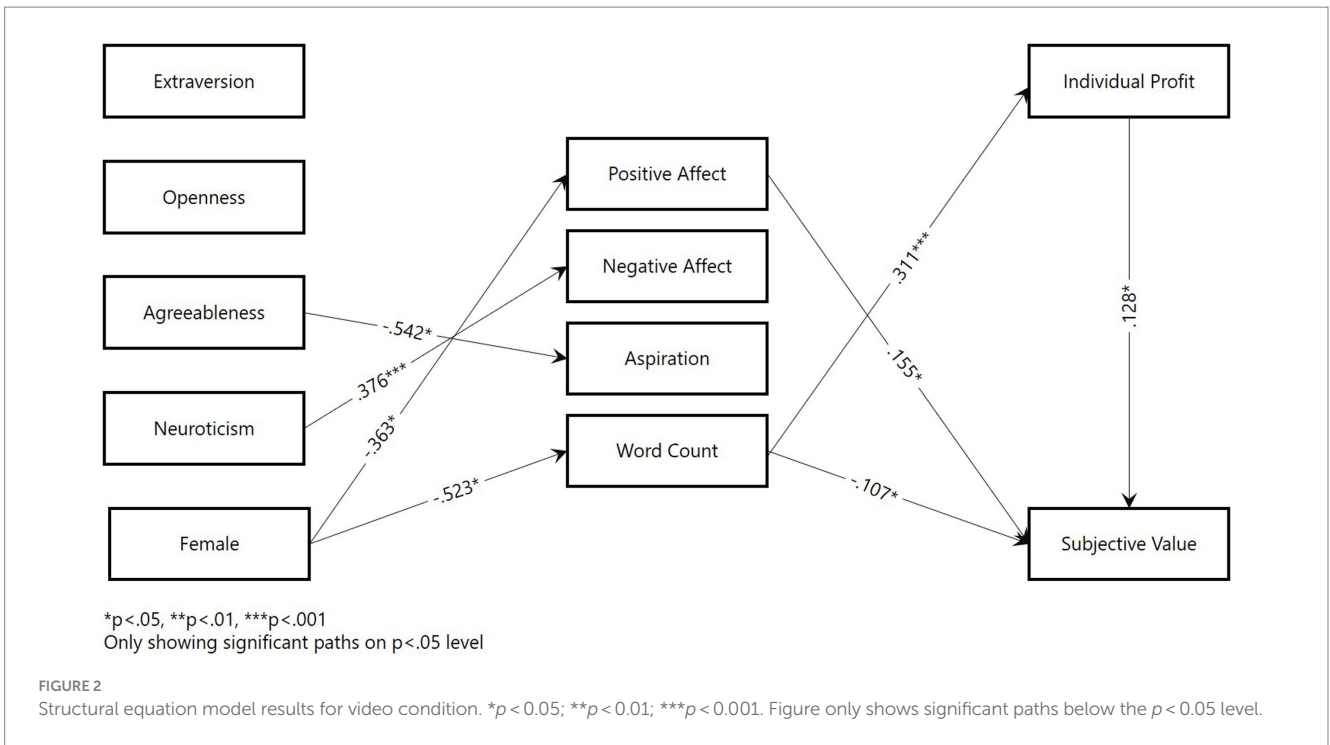 Extraversion
Openness
Agreeableness
Neuroticism
Female
Positive Affect
Negative Affect
Aspiration
Word Count
Individual Profit
Subjective Value
-.542*
.376***
-.363*
-.523*
.311***
.155*
-.107*
.128*
*p<.05, **p<.01, ***p<.001
Only showing significant paths on p<.05 level
FIGURE 2
Structural equation model results for video condition. *p < 0.05; **p < 0.01; ***p < 0.001. Figure only shows significant paths below the p < 0.05 level.